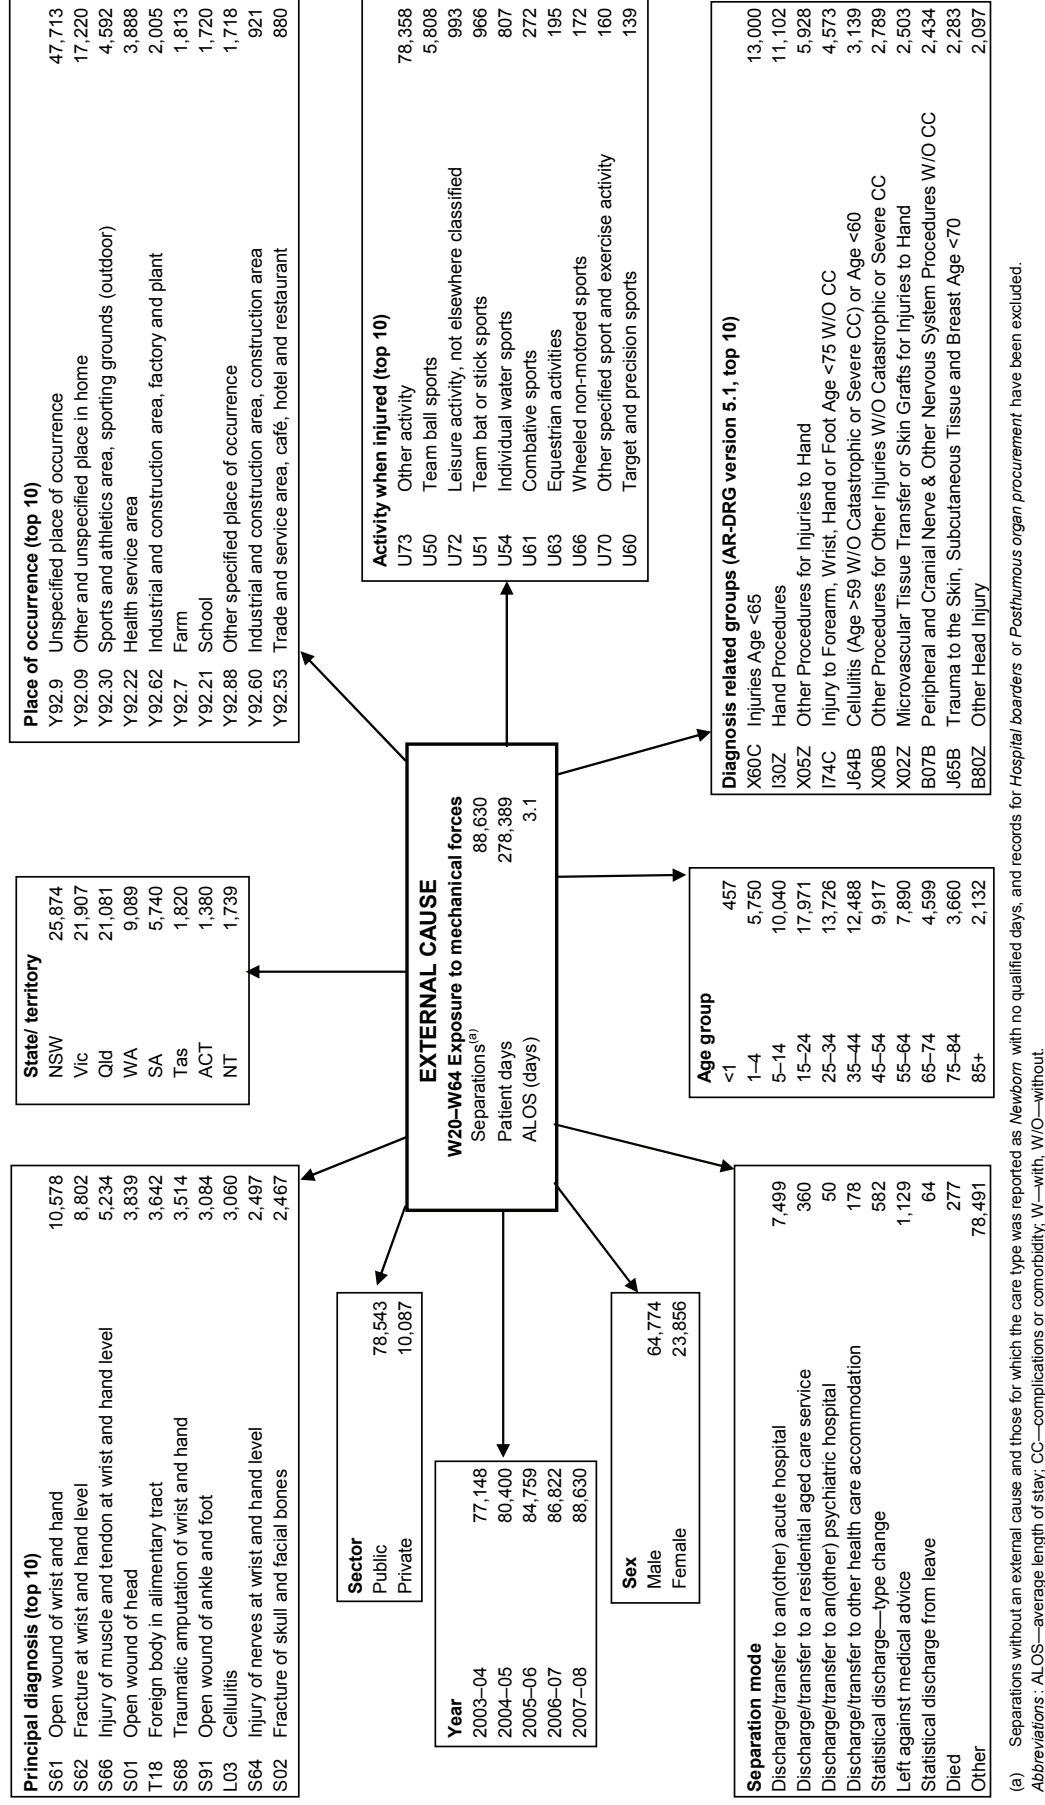 Principal diagnosis (top 10)
S61 Open wound of wrist and hand 10,578
S62 Fracture at wrist and hand level 8,802
S66 Injury of muscle and tendon at wrist and hand level 5,234
S01 Open wound of head 3,839
T18 Foreign body in alimentary tract 3,642
S68 Traumatic amputation of wrist and hand 3,514
S91 Open wound of ankle and foot 3,084
L03 Cellulitis 3,060
S64 Injury of nerves at wrist and hand level 2,497
S02 Fracture of skull and facial bones 2,467
State/ territory
NSW 25,874
Vic 21,907
Qld 21,081
WA 9,089
SA 5,740
Tas 1,820
ACT 1,380
NT 1,739
Place of occurrence (top 10)
Y92.9 Unspecified place of occurrence 47,713
Y92.09 Other and unspecified place in home 17,220
Y92.30 Sports and athletics area, sporting grounds (outdoor) 4,592
Y92.22 Health service area 3,888
Y92.62 Industrial and construction area, factory and plant 2,005
Y92.7 Farm 1,813
Y92.21 School 1,720
Y92.88 Other specified place of occurrence 1,718
Y92.60 Industrial and construction area, construction area 921
Y92.53 Trade and service area, café, hotel and restaurant 880
Sector
Public 78,543
Private 10,087
Year
2003–04 77,148
2004–05 80,400
2005–06 84,759
2006–07 86,822
2007–08 88,630
Sex
Male 64,774
Female 23,856
EXTERNAL CAUSE
W20–W64 Exposure to mechanical forces
Separations(a) 88,630
Patient days 278,389
ALOS (days) 3.1
Activity when injured (top 10)
U73 Other activity 78,358
U50 Team ball sports 5,808
U72 Leisure activity, not elsewhere classified 993
U51 Team bat or stick sports 966
U54 Individual water sports 807
U61 Combative sports 272
U63 Equestrian activities 195
U66 Wheeled non-motored sports 172
U70 Other specified sport and exercise activity 160
U60 Target and precision sports 139
Separation mode
Discharge/transfer to an(other) acute hospital 7,499
Discharge/transfer to a residential aged care service 360
Discharge/transfer to an(other) psychiatric hospital 50
Discharge/transfer to other health care accommodation 178
Statistical discharge—type change 582
Left against medical advice 1,129
Statistical discharge from leave 64
Died 277
Other 78,491
Age group
<1 457
1–4 5,750
5–14 10,040
15–24 17,971
25–34 13,726
35–44 12,488
45–54 9,917
55–64 7,890
65–74 4,599
75–84 3,660
85+ 2,132
Diagnosis related groups (AR-DRG version 5.1, top 10)
X60C Injuries Age <65 13,000
I30Z Hand Procedures 11,102
X05Z Other Procedures for Injuries to Hand 5,928
I74C Injury to Forearm, Wrist, Hand or Foot Age <75 W/O CC 4,573
J64B Cellulitis (Age >59 W/O Catastrophic or Severe CC) or Age <60 3,139
X06B Other Procedures for Other Injuries W/O Catastrophic or Severe CC 2,789
X02Z Microvascular Tissue Transfer or Skin Grafts for Injuries to Hand 2,503
B07B Peripheral and Cranial Nerve & Other Nervous System Procedures W/O CC 2,434
J65B Trauma to the Skin, Subcutaneous Tissue and Breast Age <70 2,283
B80Z Other Head Injury 2,097
(a) Separations without an external cause and those for which the care type was reported as Newborn with no qualified days, and records for Hospital boarders or Posthumous organ procurement have been excluded.
Abbreviations: ALOS—average length of stay; CC—complications or comorbidity; W—with, W/O—without.